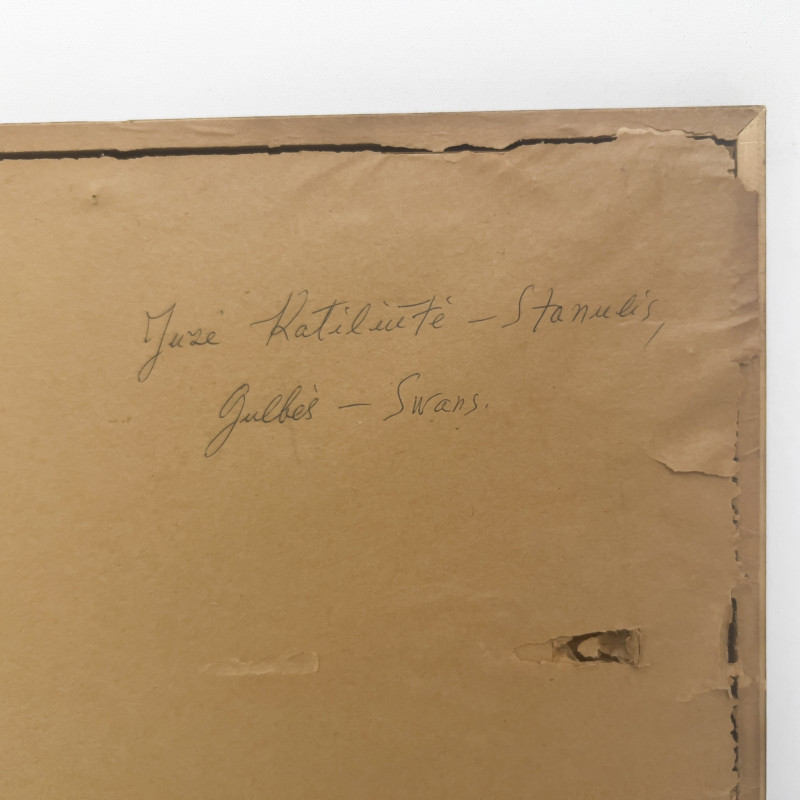 Juzė Katiliūtė – Stanulis,
Gulbės – Swans.